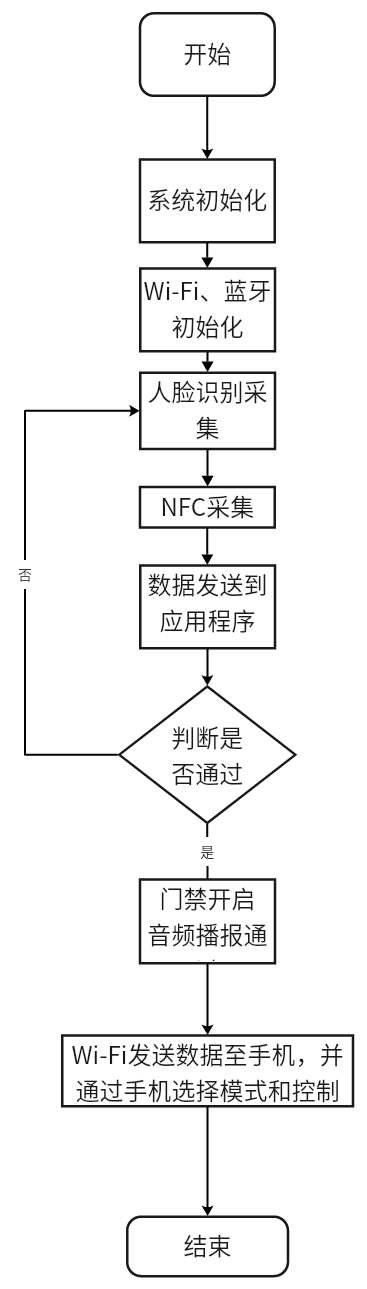 开始
系统初始化
Wi-Fi、蓝牙
初始化
人脸识别采
集
NFC采集
否
数据发送到
应用程序
判断是
否通过
是
门禁开启
音频播报通
Wi-Fi发送数据至手机，并
通过手机选择模式和控制
结束